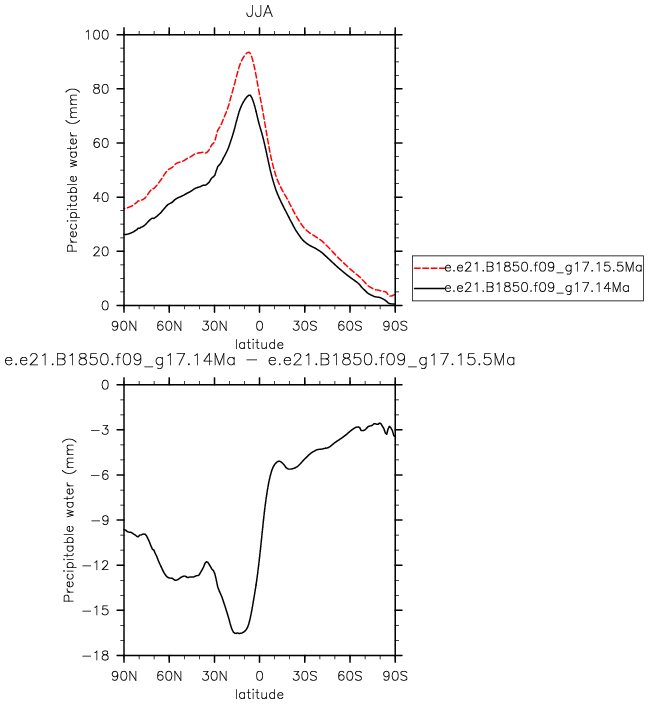 JJA
100
80
60
40
20
0
Precipitable water (mm)
90N 60N 30N 0 30S 60S 90S
latitude
e.e21.B1850.f09_g17.15.5Ma
e.e21.B1850.f09_g17.14Ma
e.e21.B1850.f09_g17.14Ma − e.e21.B1850.f09_g17.15.5Ma
0
−3
−6
−9
−12
−15
−18
Precipitable water (mm)
90N 60N 30N 0 30S 60S 90S
latitude